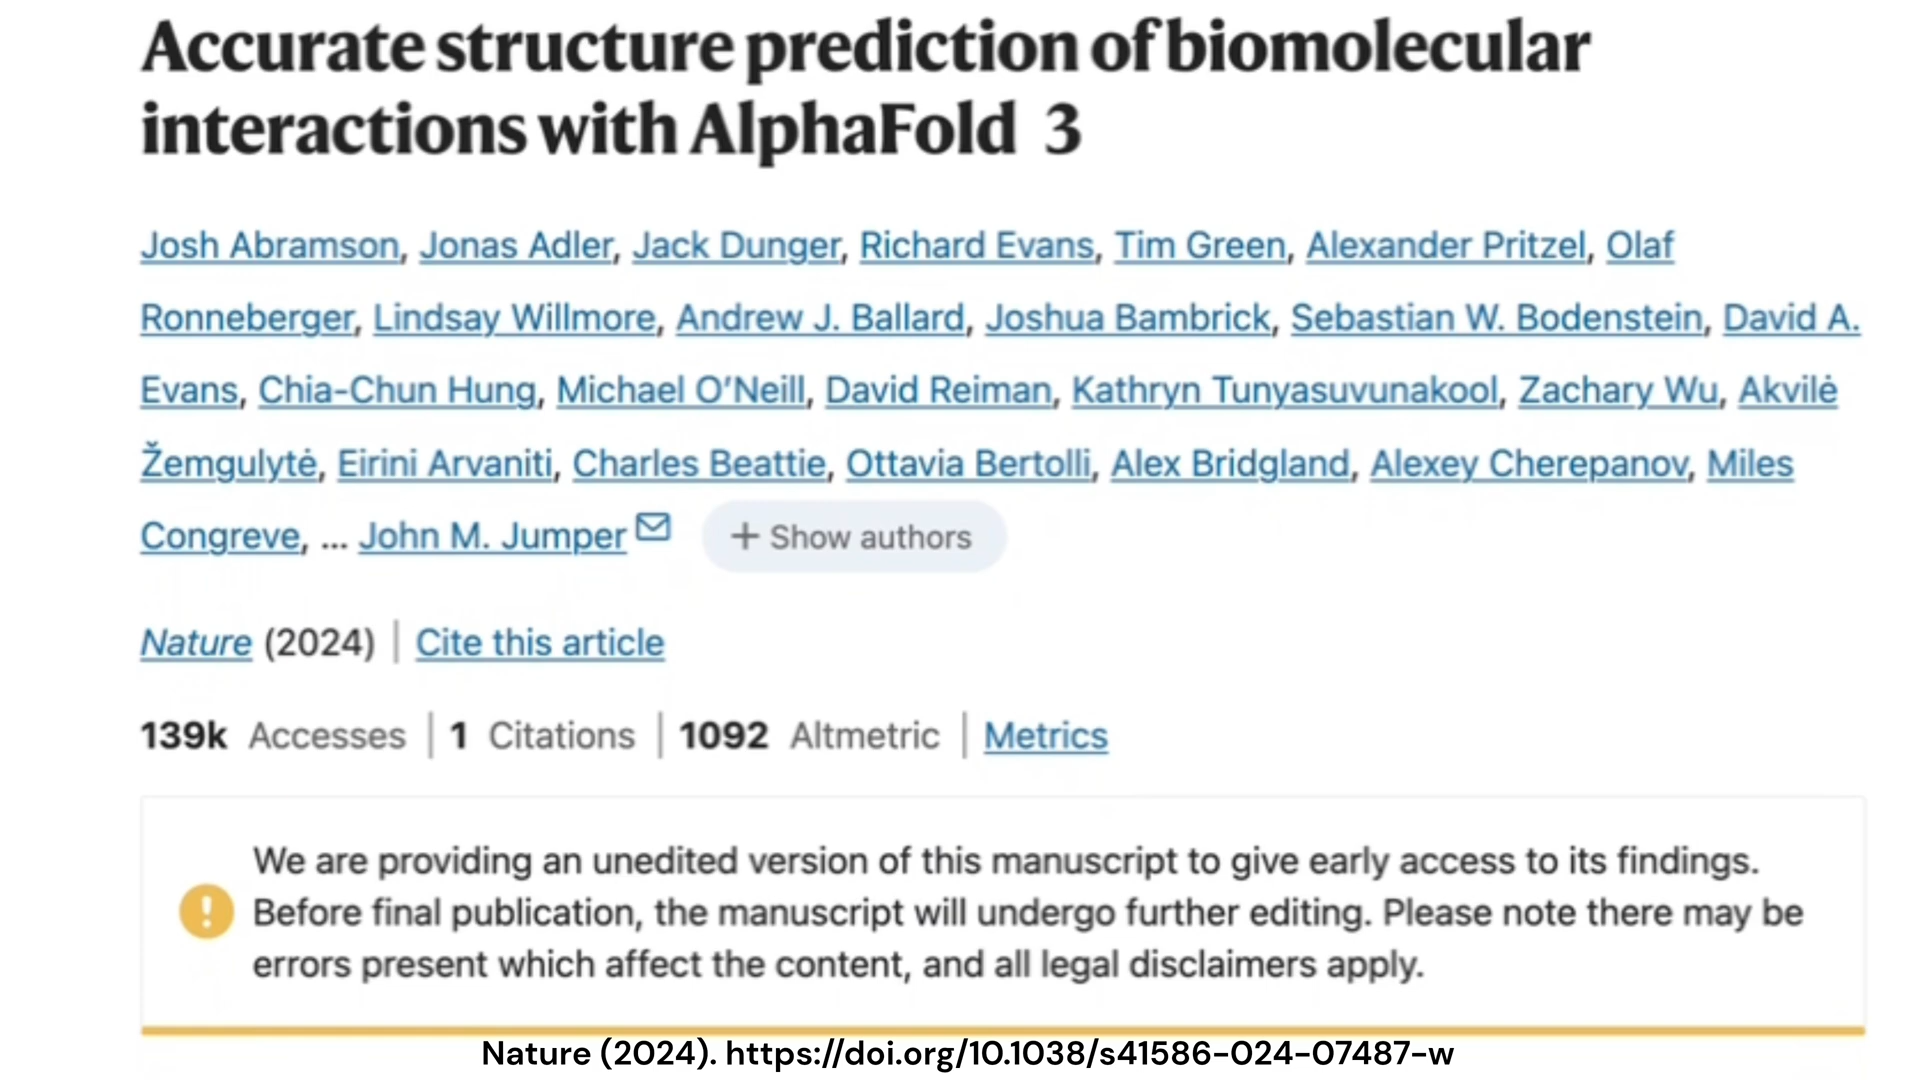 Accurate structure prediction of biomolecular
interactions with AlphaFold 3
Josh Abramson, Jonas Adler, Jack Dunger, Richard Evans, Tim Green, Alexander Pritzel, Olaf
Ronneberger, Lindsay Willmore, Andrew J. Ballard, Joshua Bambrick, Sebastian W. Bodenstein, David A.
Evans, Chia-Chun Hung, Michael O’Neill, David Reiman, Kathryn Tunyasuvunakool, Zachary Wu, Akvilė
Žemgulytė, Eirini Arvaniti, Charles Beattie, Ottavia Bertolli, Alex Bridgland, Alexey Cherepanov, Miles
Congreve, ... John M. Jumper + Show authors
Nature (2024) | Cite this article
139k Accesses | 1 Citations | 1092 Altmetric | Metrics
We are providing an unedited version of this manuscript to give early access to its findings.
Before final publication, the manuscript will undergo further editing. Please note there may be
errors present which affect the content, and all legal disclaimers apply.
Nature (2024). https://doi.org/10.1038/s41586-024-07487-w